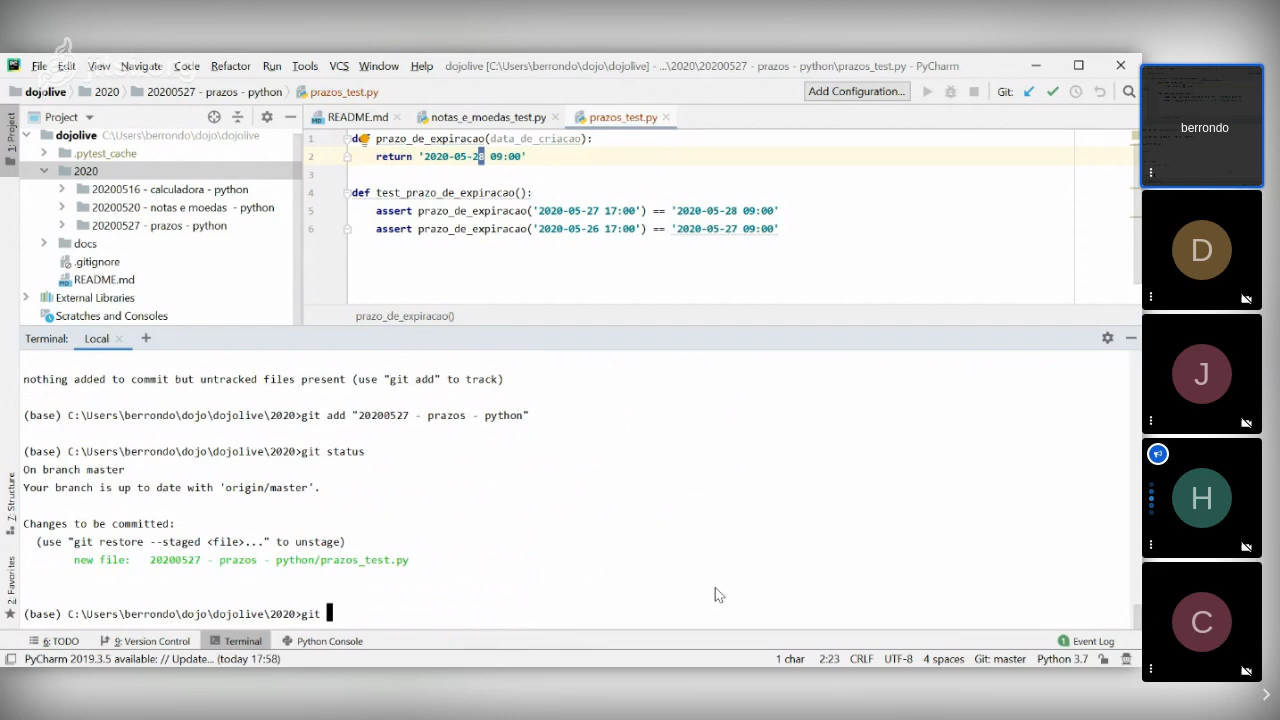 File Edit View Navigate Code Refactor Run Tools VCS Window Help dojolive [C:\Users\berrondo\dojo\dojolive] - ...\2020\20200527 - prazos - python\prazos_test.py - PyCharm
dojolive 2020 20200527 - prazos - python prazos_test.py Add Configuration... Git:
Project README.md notas_e_moedas_test.py prazos_test.py
1: Project
dojolive C:\Users\berrondo\dojo\dojolive
.pytest_cache
2020
20200516 - calculadora - python
20200520 - notas e moedas - python
20200527 - prazos - python
docs
.gitignore
README.md
External Libraries
Scratches and Consoles
1 def prazo_de_expiracao(data_de_criacao):
2 return '2020-05-28 09:00'
3
4 def test_prazo_de_expiracao():
5 assert prazo_de_expiracao('2020-05-27 17:00') == '2020-05-28 09:00'
6 assert prazo_de_expiracao('2020-05-26 17:00') == '2020-05-27 09:00'
prazo_de_expiracao()
Terminal: Local +
nothing added to commit but untracked files present (use "git add" to track)
(base) C:\Users\berrondo\dojo\dojolive\2020>git add "20200527 - prazos - python"
(base) C:\Users\berrondo\dojo\dojolive\2020>git status
On branch master
Your branch is up to date with 'origin/master'.
Changes to be committed:
(use "git restore --staged <file>..." to unstage)
new file: 20200527 - prazos - python/prazos_test.py
(base) C:\Users\berrondo\dojo\dojolive\2020>git
7: Structure
2: Favorites
6: TODO 9: Version Control Terminal Python Console 1 Event Log
PyCharm 2019.3.5 available: // Update... (today 17:58) 1 char 2:23 CRLF UTF-8 4 spaces Git: master Python 3.7
berrondo
D
J
H
C